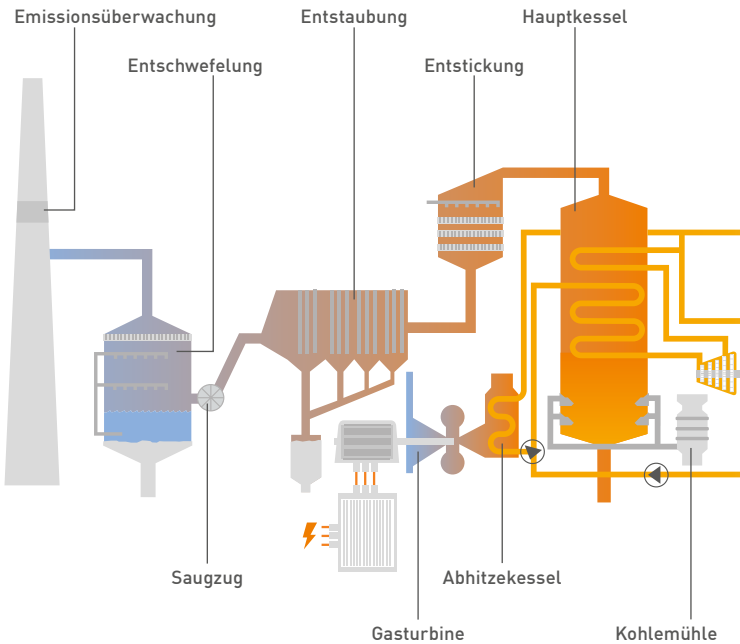 Emissionsüberwachung
Entstaubung
Hauptkessel
Entschwefelung
Entstickung
Saugzug
Abhitzekessel
Gasturbine
Kohlemühle